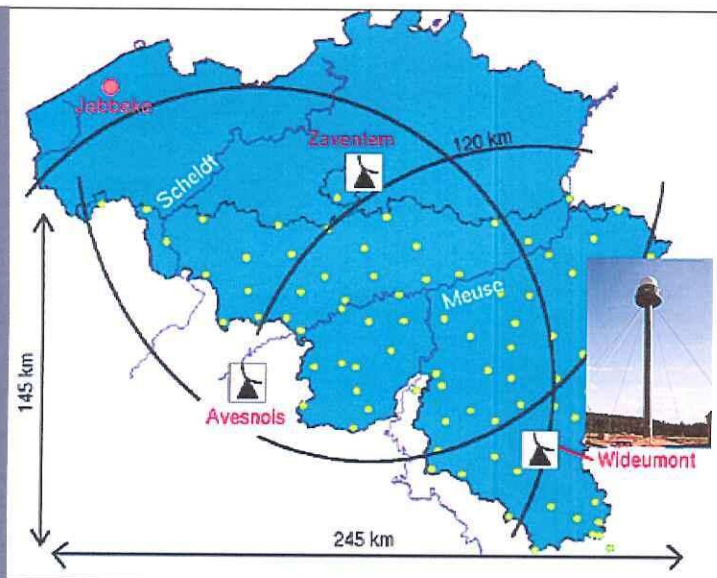 Jabbeke
Zaventem
120 km
Scheldt
Meuse
145 km
Avesnois
Wideumont
245 km